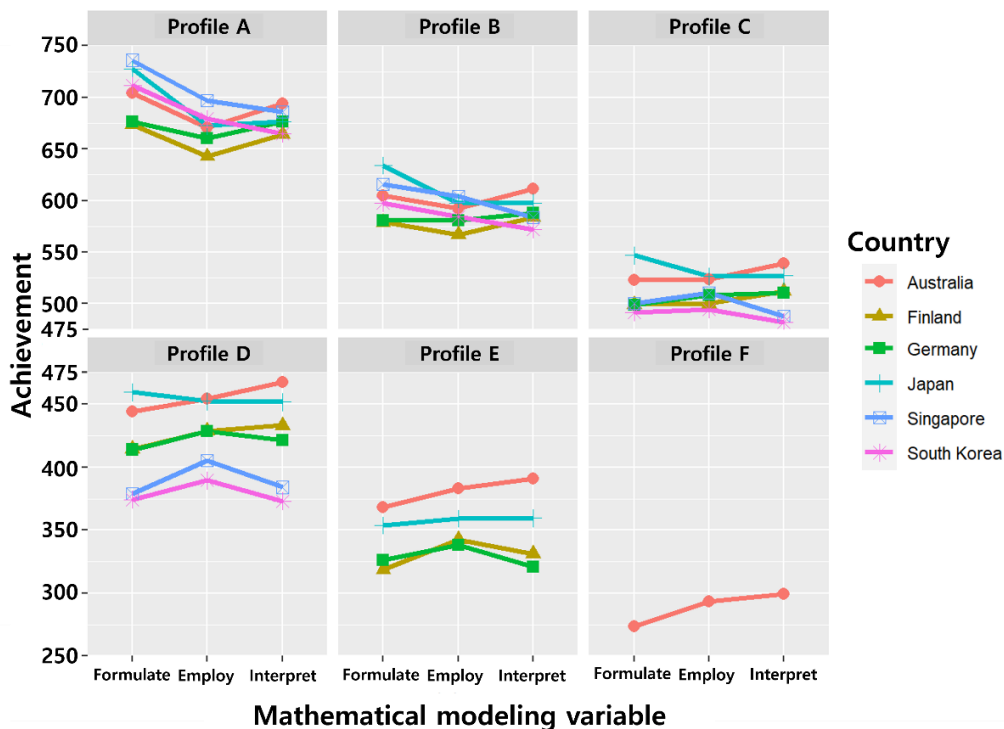 Profile A
Profile B
Profile C
750
700
650
600
550
500
475
Profile D
Profile E
Profile F
475
450
400
350
300
250
Achievement
Formulate Employ Interpret
Formulate Employ Interpret
Formulate Employ Interpret
Mathematical modeling variable
Country
Australia
Finland
Germany
Japan
Singapore
South Korea